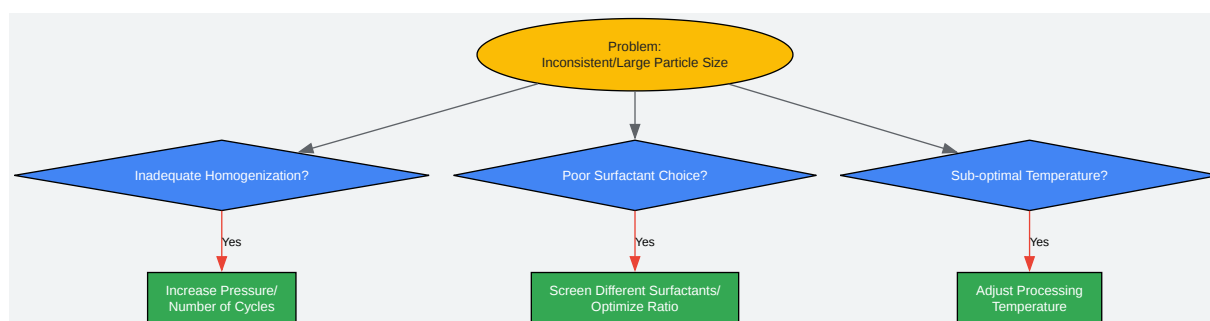 Problem:
Inconsistent/Large Particle Size
Inadequate Homogenization?
Poor Surfactant Choice?
Sub-optimal Temperature?
Yes
Yes
Yes
Increase Pressure/
Number of Cycles
Screen Different Surfactants/
Optimize Ratio
Adjust Processing
Temperature